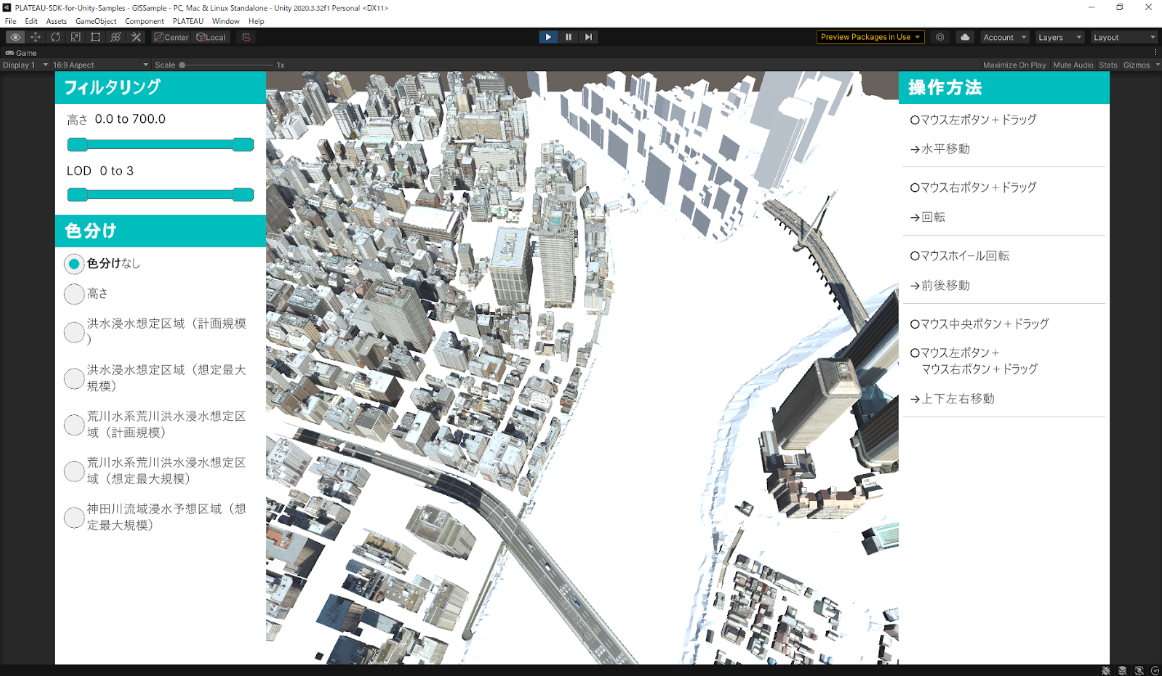 PLATEAU-SDK-for-Unity-Samples - GISSample - PC, Mac & Linux Standalone - Unity 2020.3.32f1 Personal <DX11>
File Edit Assets GameObject Component PLATEAU Window Help
Center Local
Preview Packages in Use
Account
Layers
Layout
Game
Display 1
16:9 Aspect
Scale
1x
Maximize On Play Mute Audio Stats Gizmos
フィルタリング
高さ 0.0 to 700.0
LOD 0 to 3
色分け
色分けなし
高さ
洪水浸水想定区域（計画規模
）
洪水浸水想定区域（想定最大
規模）
荒川水系荒川洪水浸水想定区
域（計画規模）
荒川水系荒川洪水浸水想定区
域（想定最大規模）
神田川流域浸水予想区域（想
定最大規模）
操作方法
○マウス左ボタン＋ドラッグ
→水平移動
○マウス右ボタン＋ドラッグ
→回転
○マウスホイール回転
→前後移動
○マウス中央ボタン＋ドラッグ
○マウス左ボタン＋
マウス右ボタン＋ドラッグ
→上下左右移動